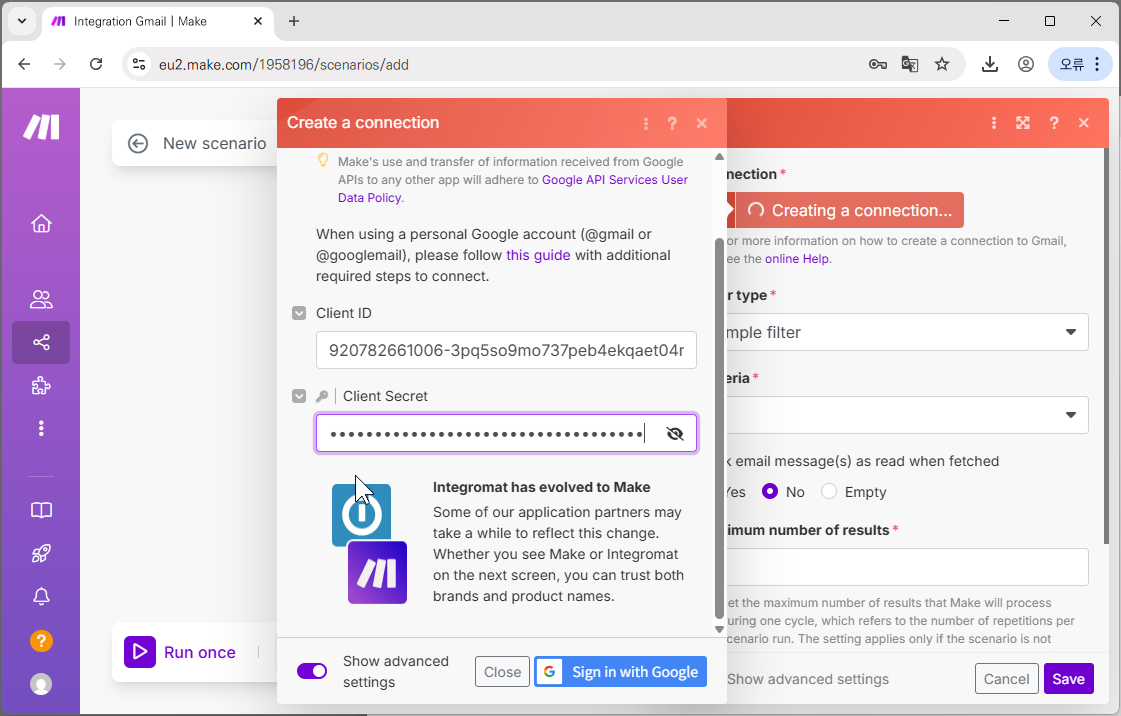 Integration Gmail | Make
eu2.make.com/1958196/scenarios/add
오류
New scenario
Run once
Create a connection
Make's use and transfer of information received from Google
APIs to any other app will adhere to Google API Services User
Data Policy.
When using a personal Google account (@gmail or
@googlemail), please follow this guide with additional
required steps to connect.
Client ID
920782661006-3pq5so9mo737peb4ekqaet04r
Client Secret
Integromat has evolved to Make
Some of our application partners may
take a while to reflect this change.
Whether you see Make or Integromat
on the next screen, you can trust both
brands and product names.
Show advanced
settings
Close
Sign in with Google
nnection *
Creating a connection...
or more information on how to create a connection to Gmail,
ee the online Help.
r type *
mple filter
eria *
k email message(s) as read when fetched
Yes
No
Empty
imum number of results *
et the maximum number of results that Make will process
uring one cycle, which refers to the number of repetitions per
cenario run. The setting applies only if the scenario is not
Show advanced settings
Cancel
Save